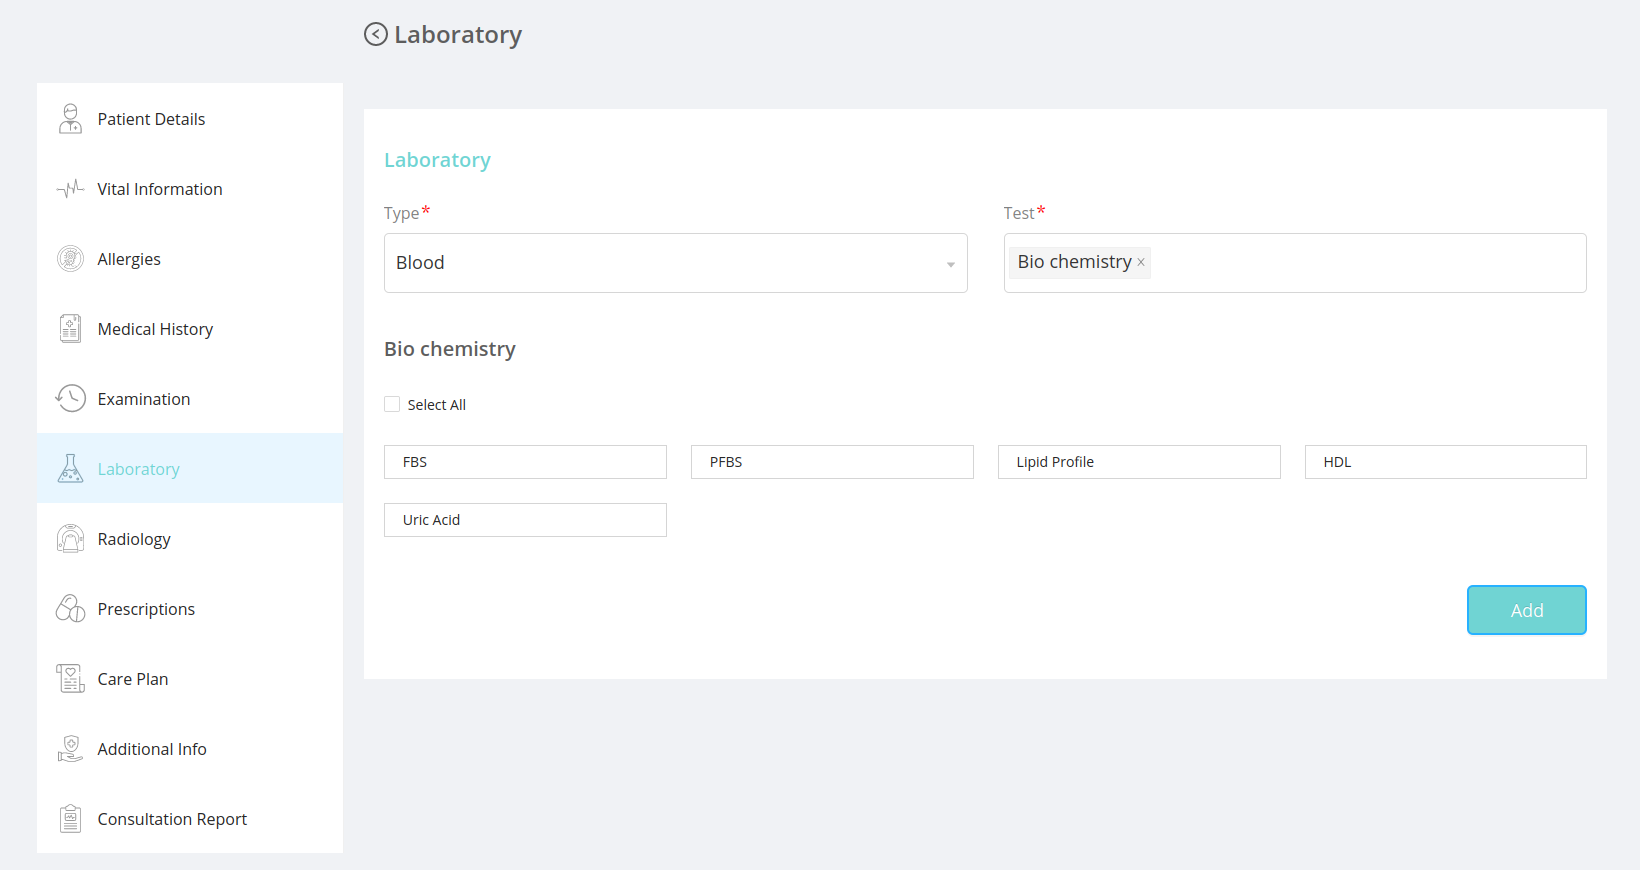 Laboratory
Patient Details
Vital Information
Allergies
Medical History
Examination
Laboratory
Radiology
Prescriptions
Care Plan
Additional Info
Consultation Report
Laboratory
Type*
Test*
Blood
Bio chemistry ×
Bio chemistry
Select All
FBS
PFBS
Lipid Profile
HDL
Uric Acid
Add